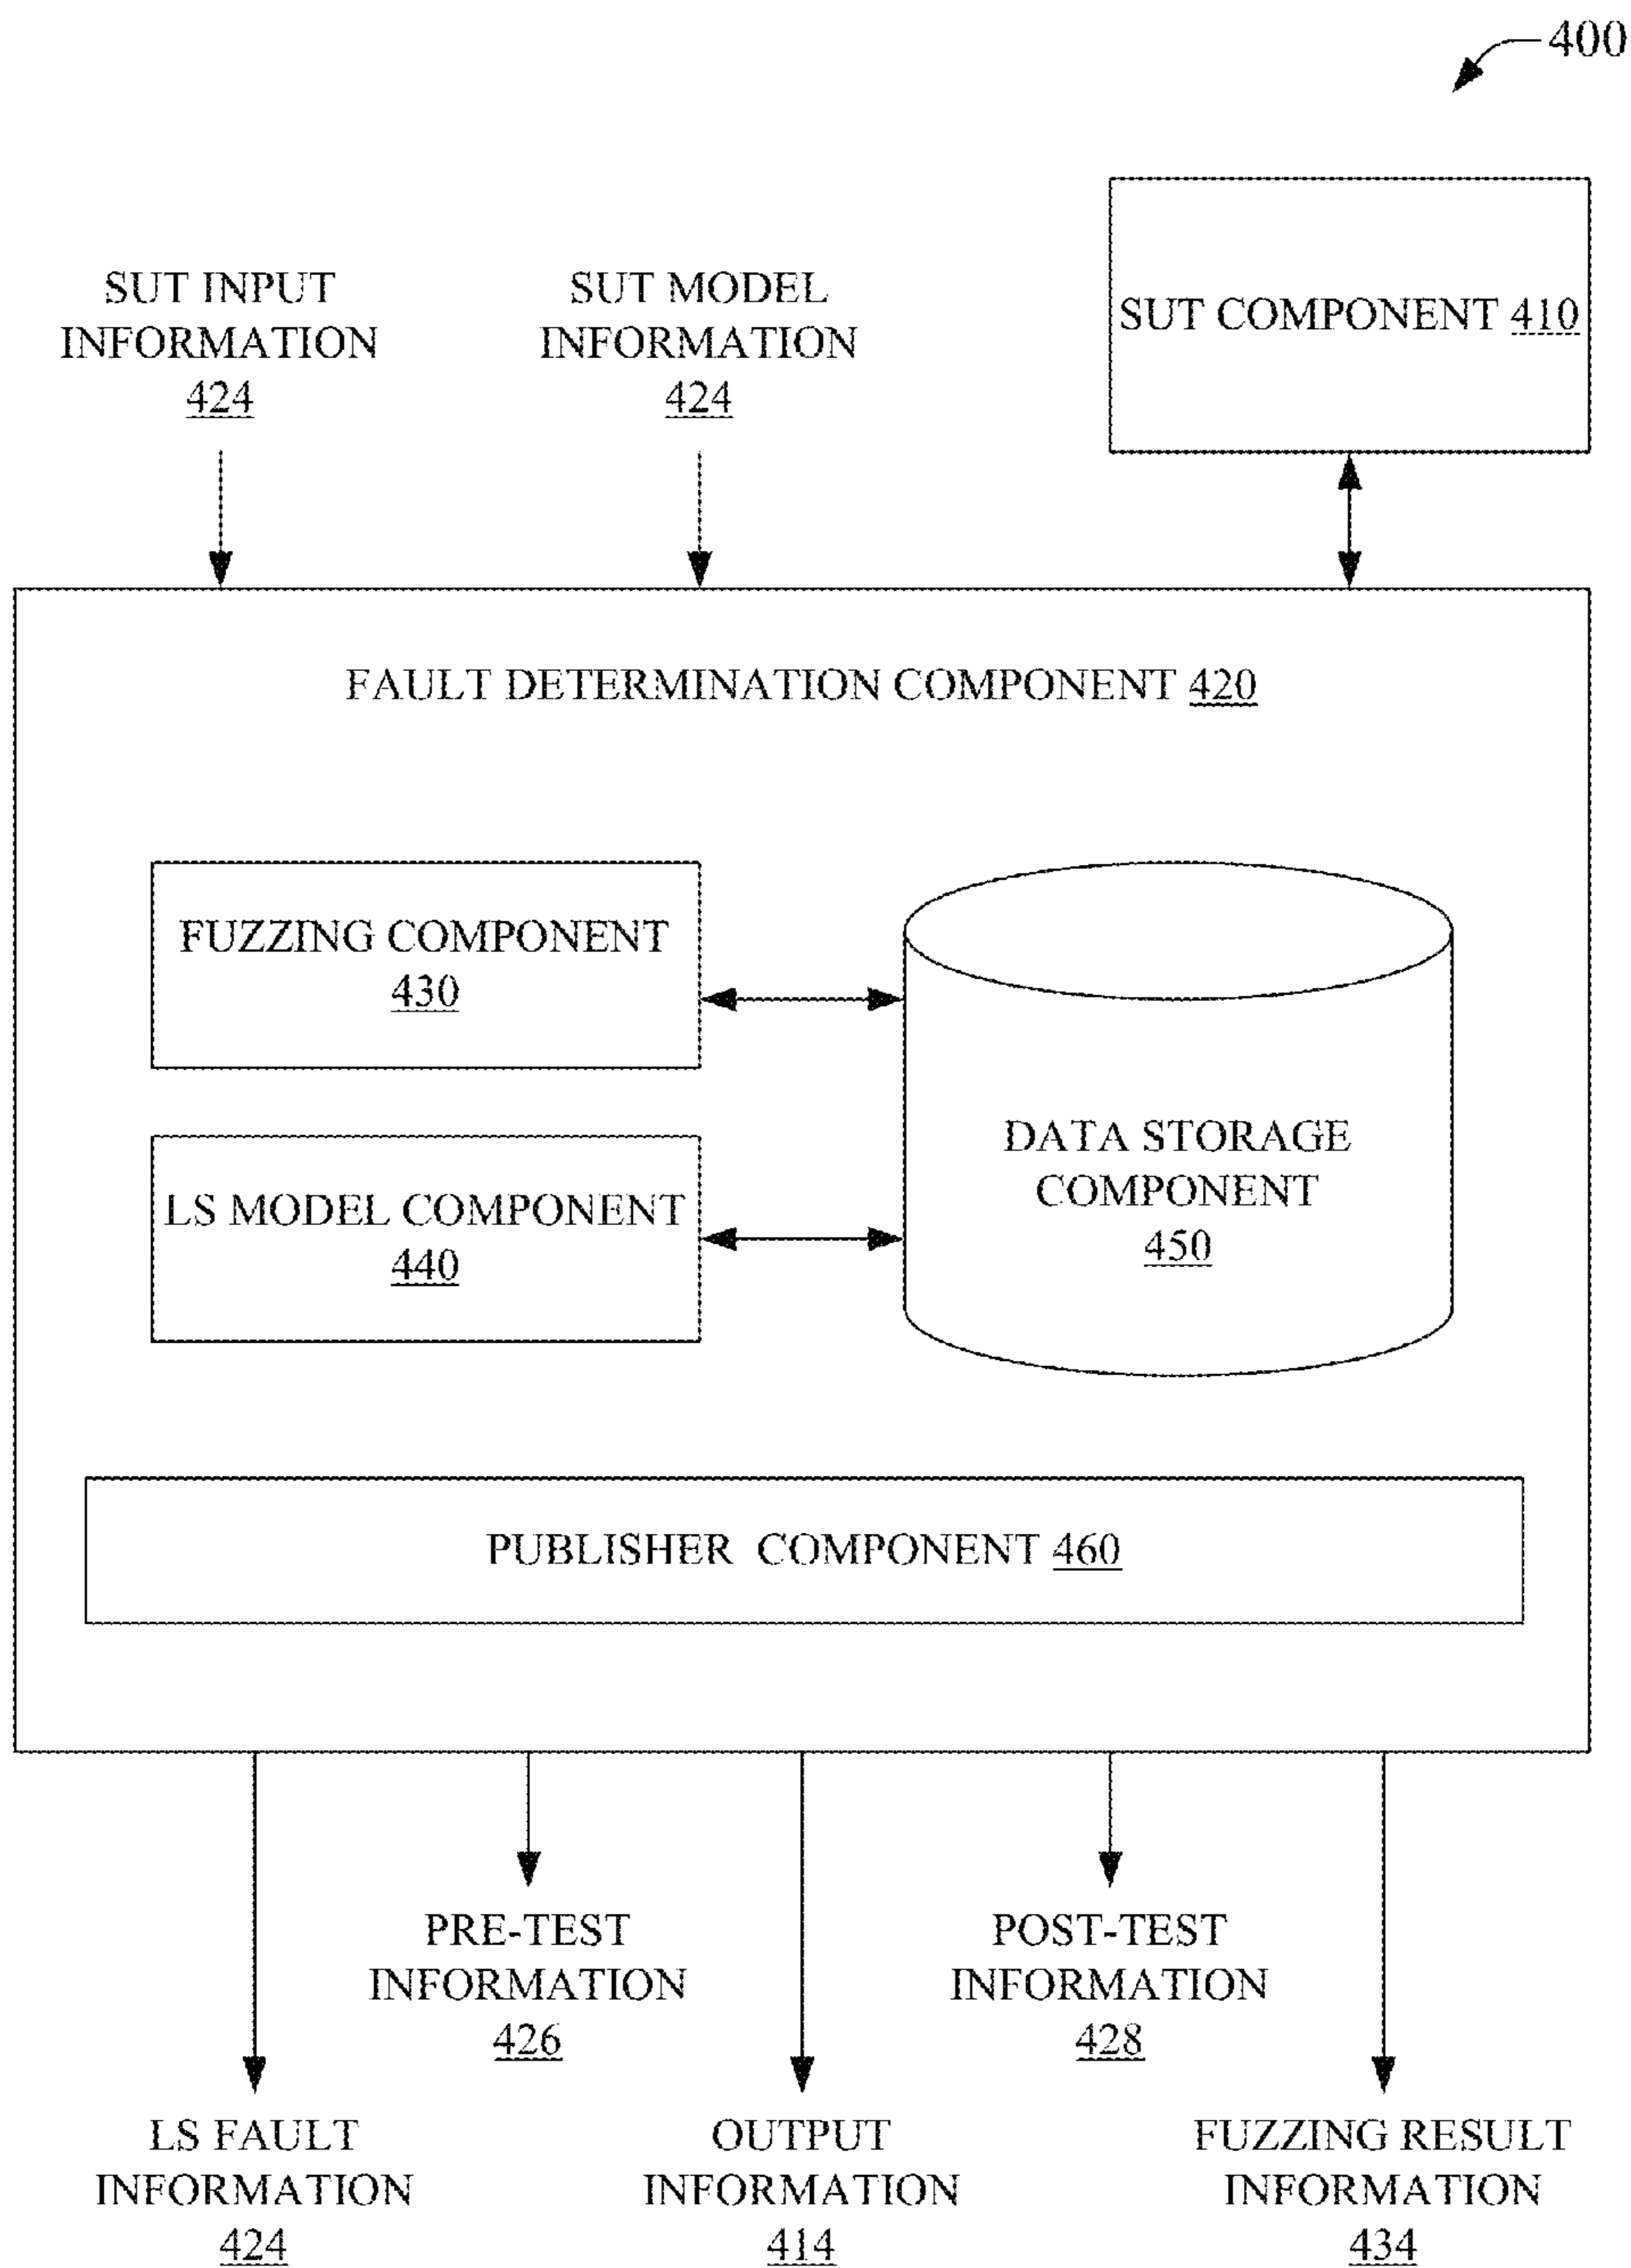 400
SUT INPUT
INFORMATION
424
SUT MODEL
INFORMATION
424
SUT COMPONENT 410
FAULT DETERMINATION COMPONENT 420
FUZZING COMPONENT
430
LS MODEL COMPONENT
440
DATA STORAGE
COMPONENT
450
PUBLISHER COMPONENT 460
PRE-TEST
INFORMATION
426
POST-TEST
INFORMATION
428
LS FAULT
INFORMATION
424
OUTPUT
INFORMATION
414
FUZZING RESULT
INFORMATION
434